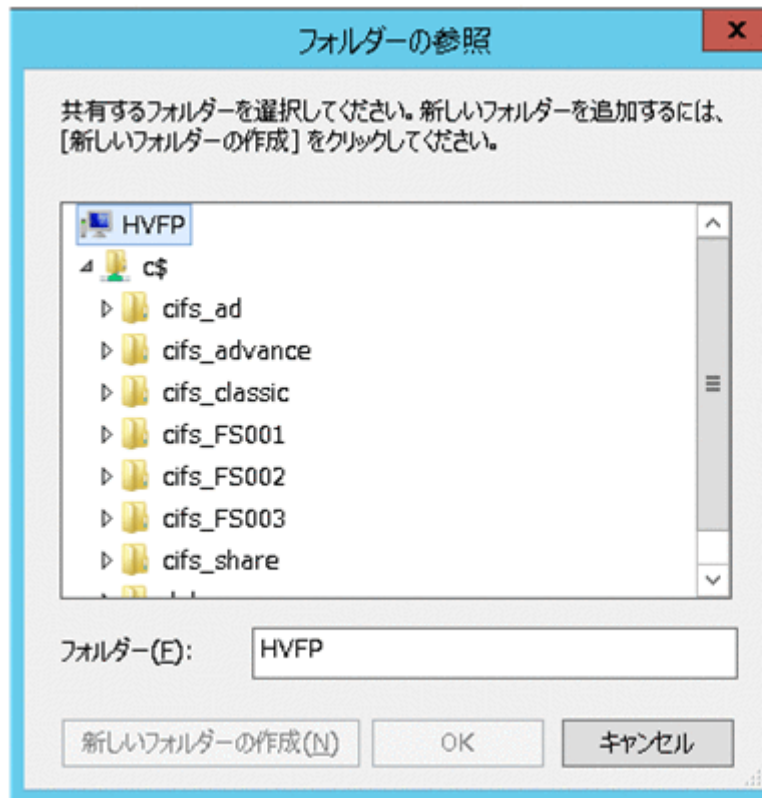 フォルダーの参照
x
共有するフォルダーを選択してください。新しいフォルダーを追加するには、
[新しいフォルダーの作成] をクリックしてください。
HVFP
c$
cifs_ad
cifs_advance
cifs_classic
cifs_FS001
cifs_FS002
cifs_FS003
cifs_share
フォルダー(F): HVFP
新しいフォルダーの作成(N) OK キャンセル